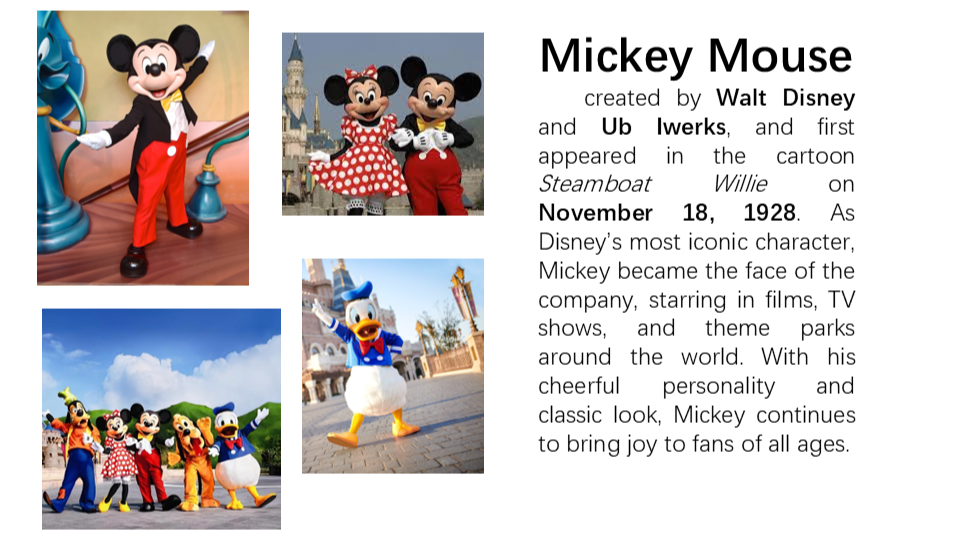 Mickey Mouse
created by Walt Disney
and Ub Iwerks, and first
appeared in the cartoon
Steamboat Willie on
November 18, 1928. As
Disney’s most iconic character,
Mickey became the face of the
company, starring in films, TV
shows, and theme parks
around the world. With his
cheerful personality and
classic look, Mickey continues
to bring joy to fans of all ages.